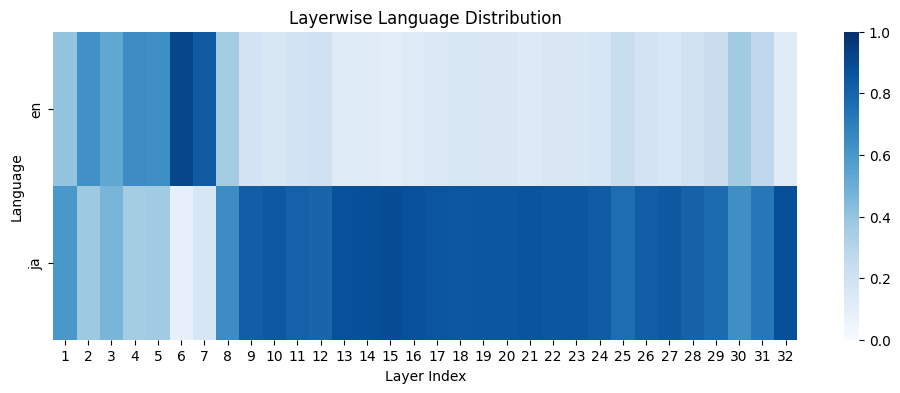 Layerwise Language Distribution
en
ja
Language
1 2 3 4 5 6 7 8 9 10 11 12 13 14 15 16 17 18 19 20 21 22 23 24 25 26 27 28 29 30 31 32
Layer Index
1.0
0.8
0.6
0.4
0.2
0.0